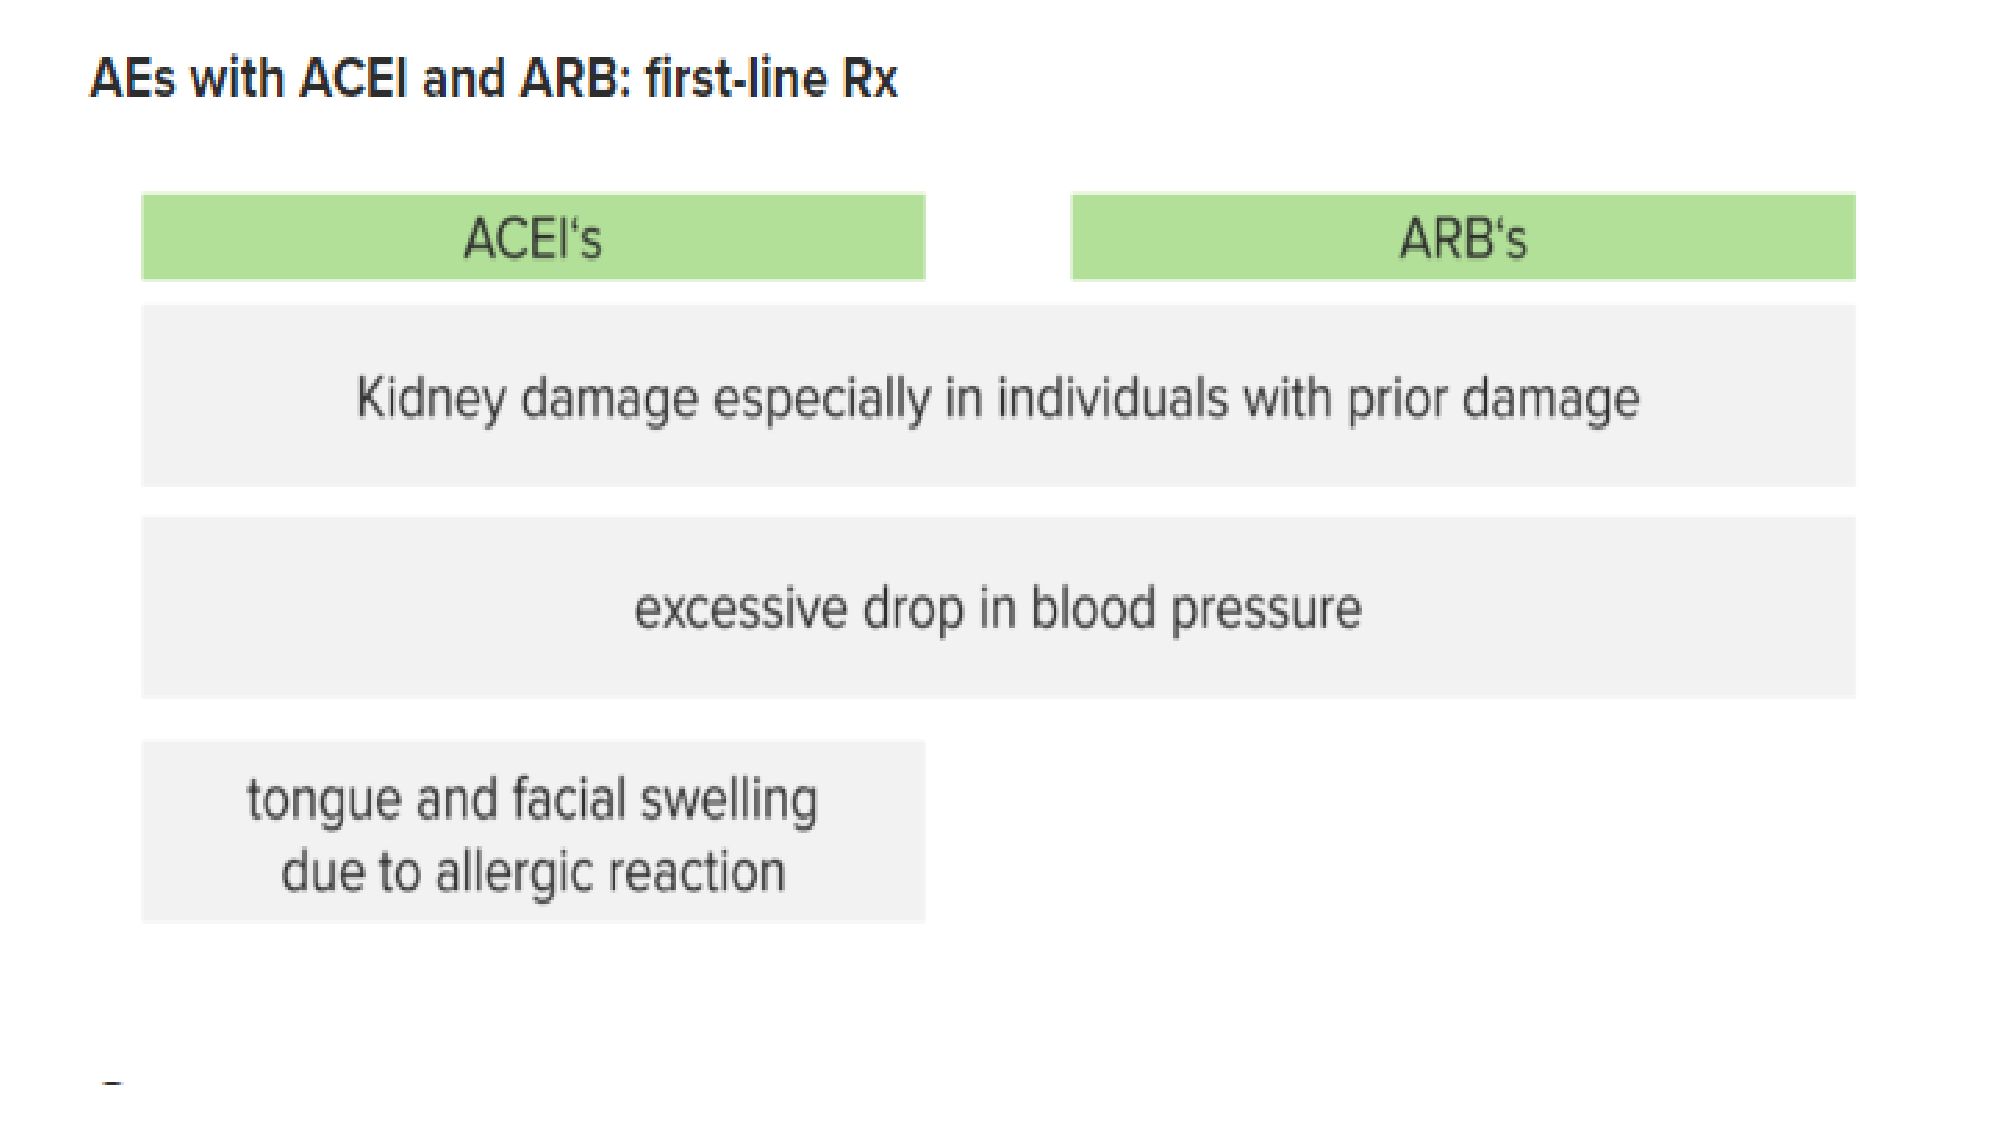 AEs with ACEI and ARB: first-line Rx
ACEI‘s
ARB‘s
Kidney damage especially in individuals with prior damage
excessive drop in blood pressure
tongue and facial swelling
due to allergic reaction